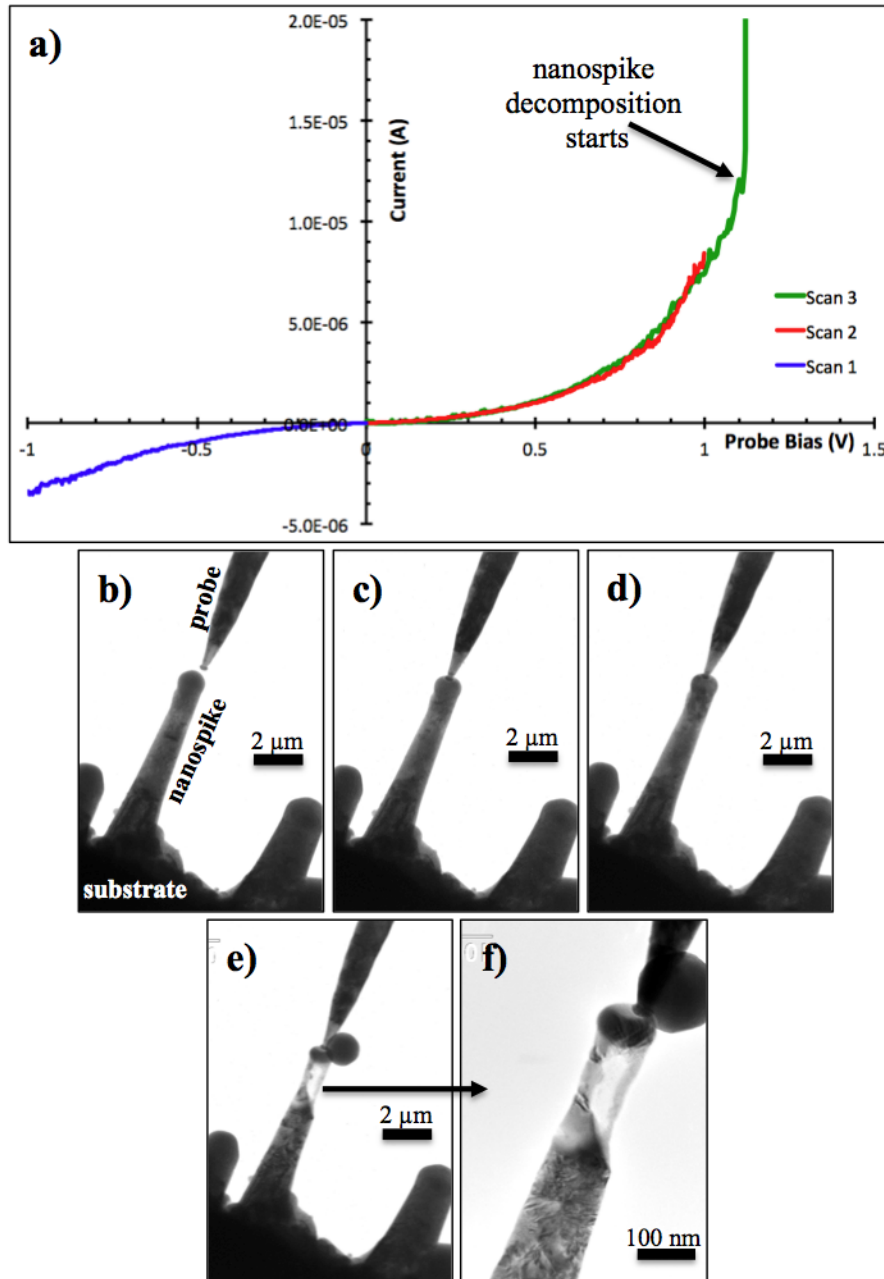 a)
2.0E-05
1.5E-05
1.0E-05
5.0E-06
0.0E+00
-5.0E-06
Current (A)
nanospike
decomposition
starts
Scan 3
Scan 2
Scan 1
-1
-0.5
0
0.5
1
1.5
Probe Bias (V)
b)
probe
nanospike
2 µm
substrate
c)
2 µm
d)
2 µm
e)
2 µm
f)
100 nm